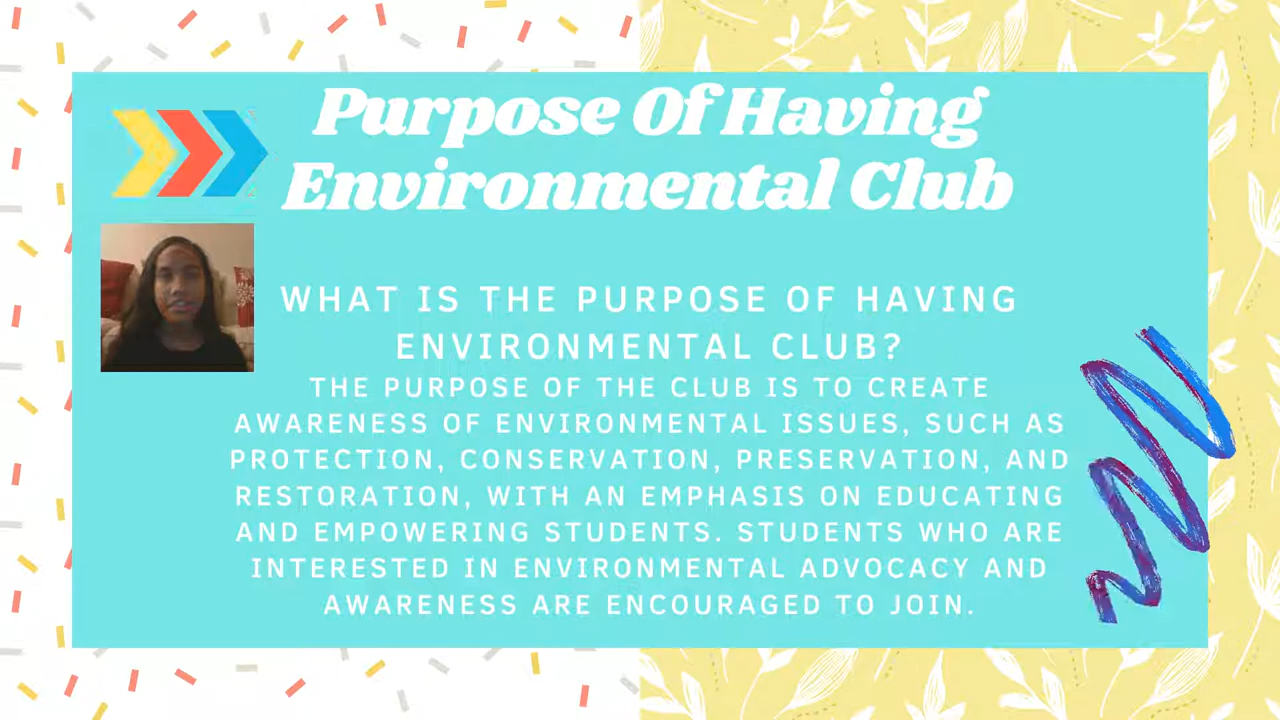 Purpose Of Having
Environmental Club
WHAT IS THE PURPOSE OF HAVING
ENVIRONMENTAL CLUB?
THE PURPOSE OF THE CLUB IS TO CREATE
AWARENESS OF ENVIRONMENTAL ISSUES, SUCH AS
PROTECTION, CONSERVATION, PRESERVATION, AND
RESTORATION, WITH AN EMPHASIS ON EDUCATING
AND EMPOWERING STUDENTS. STUDENTS WHO ARE
INTERESTED IN ENVIRONMENTAL ADVOCACY AND
AWARENESS ARE ENCOURAGED TO JOIN.